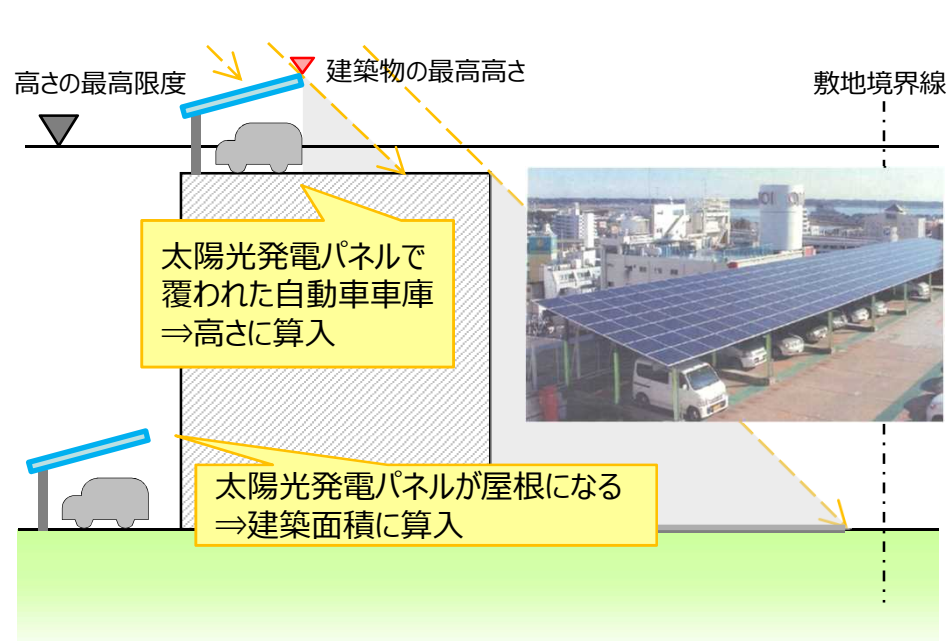 建築物の最高高さ
高さの最高限度
敷地境界線
太陽光発電パネルで
覆われた自動車車庫
⇒高さに算入
太陽光発電パネルが屋根になる
⇒建築面積に算入